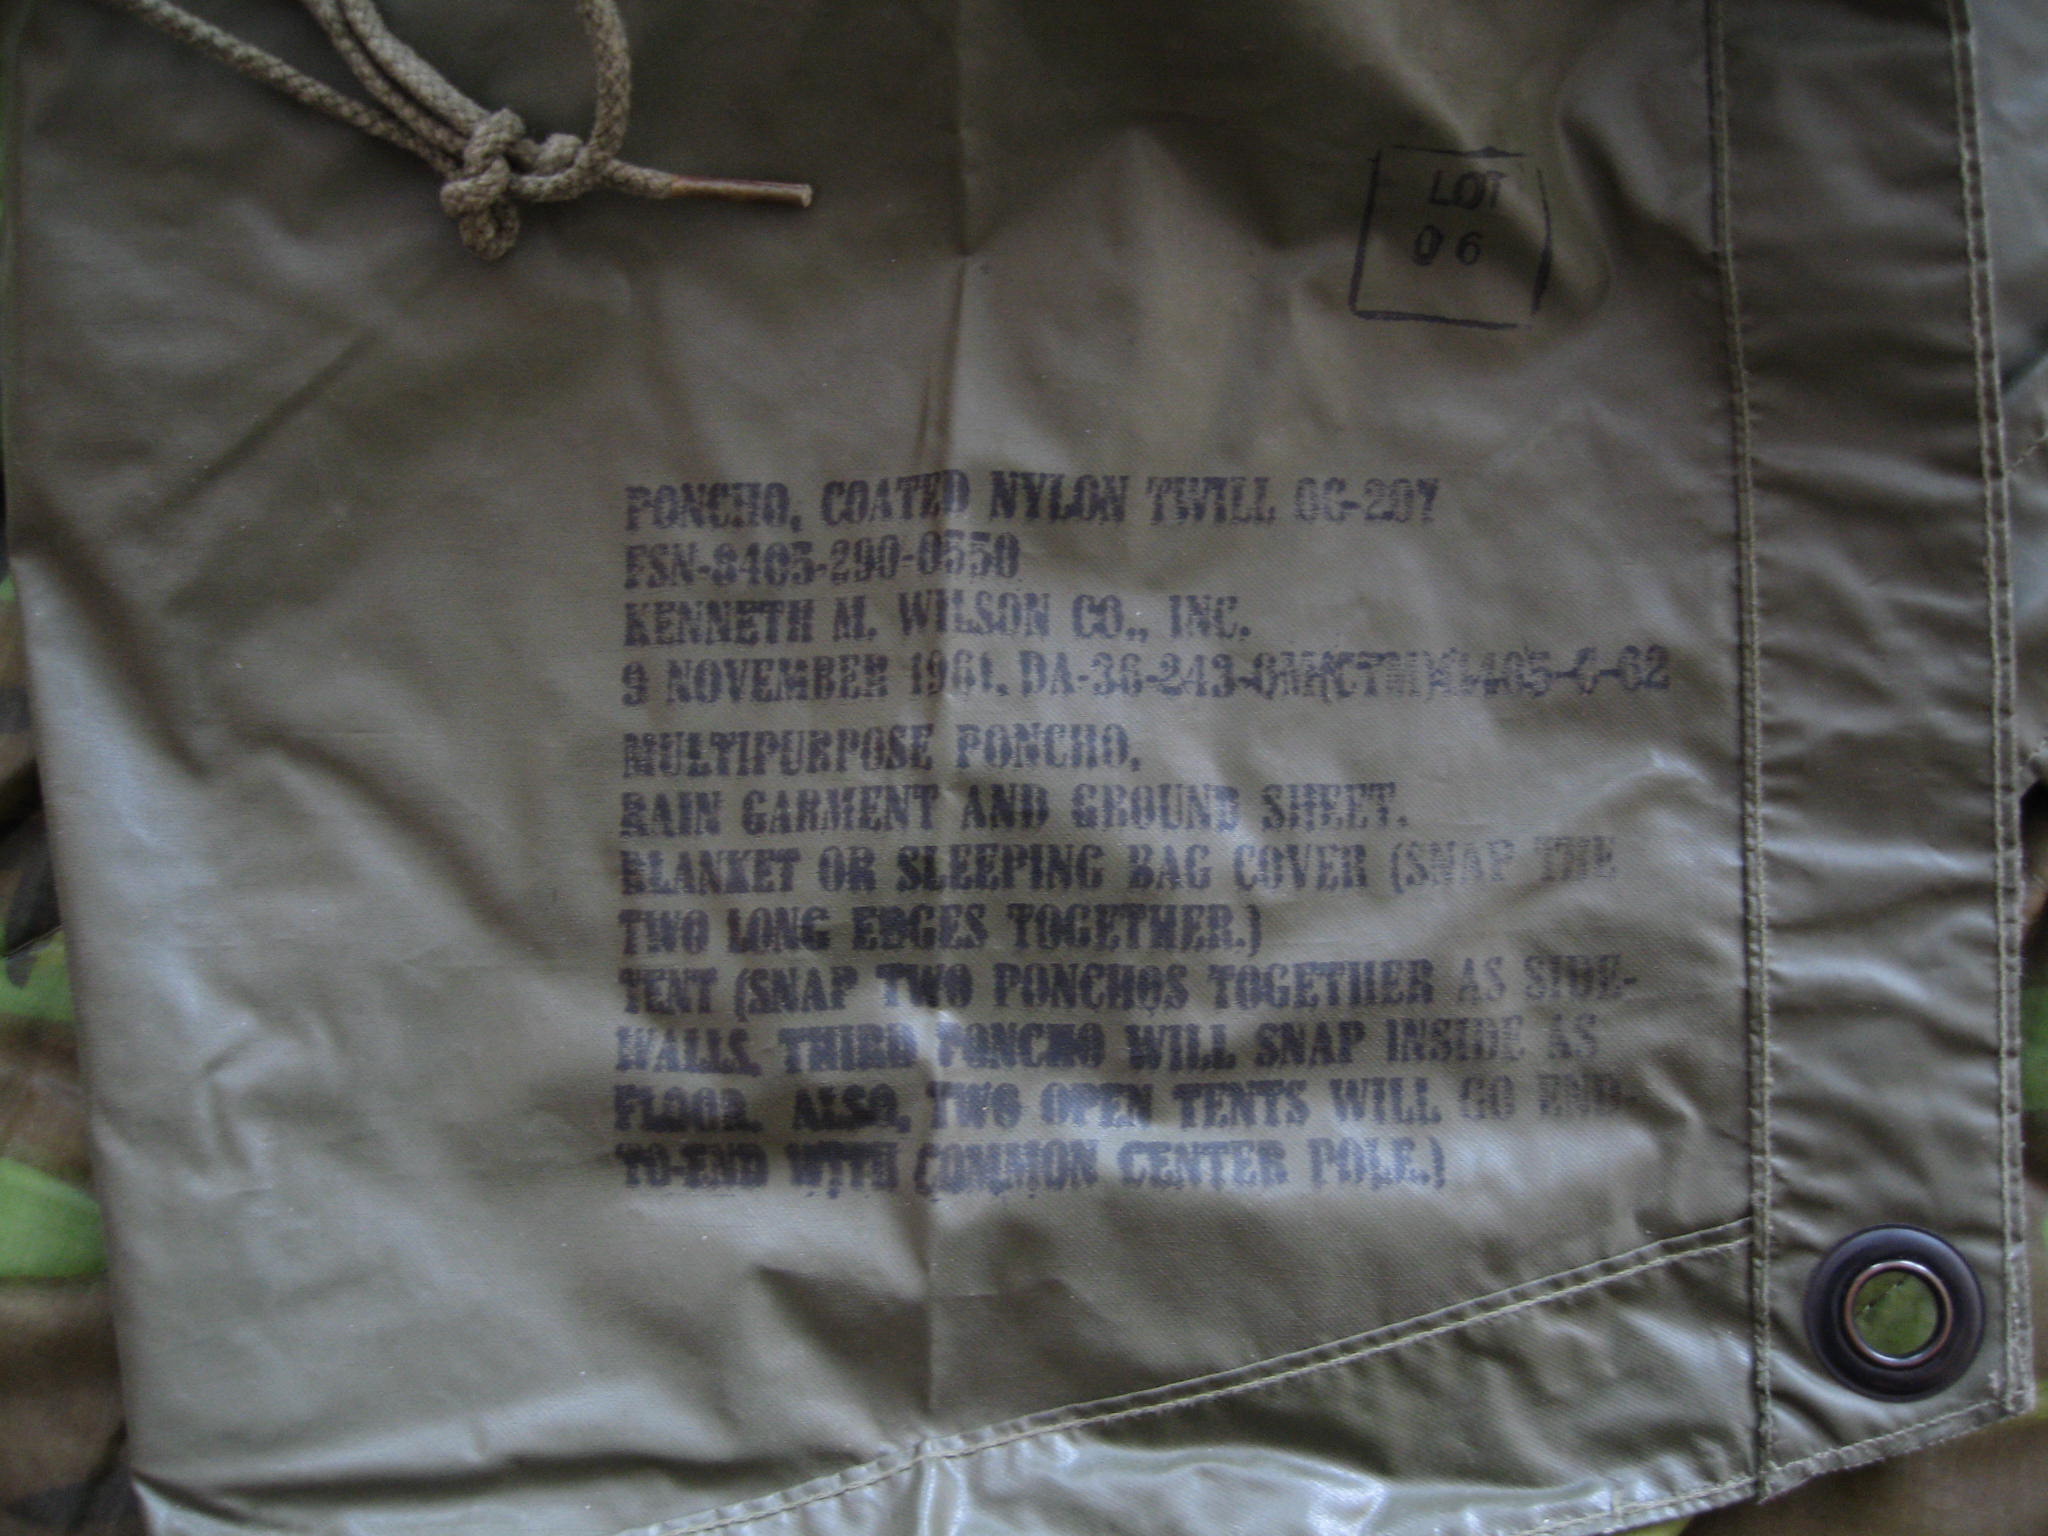 LOT
06
PONCHO, COATED NYLON TWILL OG-207
FSN-8405-290-0550
KENNETH M. WILSON CO., INC.
9 NOVEMBER 1961. DA-36-243-QM(CTM)8405-C-62
MULTIPURPOSE PONCHO,
RAIN GARMENT AND GROUND SHEET.
BLANKET OR SLEEPING BAG COVER (SNAP THE
TWO LONG EDGES TOGETHER.)
TENT (SNAP TWO PONCHOS TOGETHER AS SIDE-
WALLS, THIRD PONCHO WILL SNAP INSIDE AS
FLOOR. ALSO, TWO OPEN TENTS WILL GO END-
TO-END WITH COMMON CENTER POLE.)